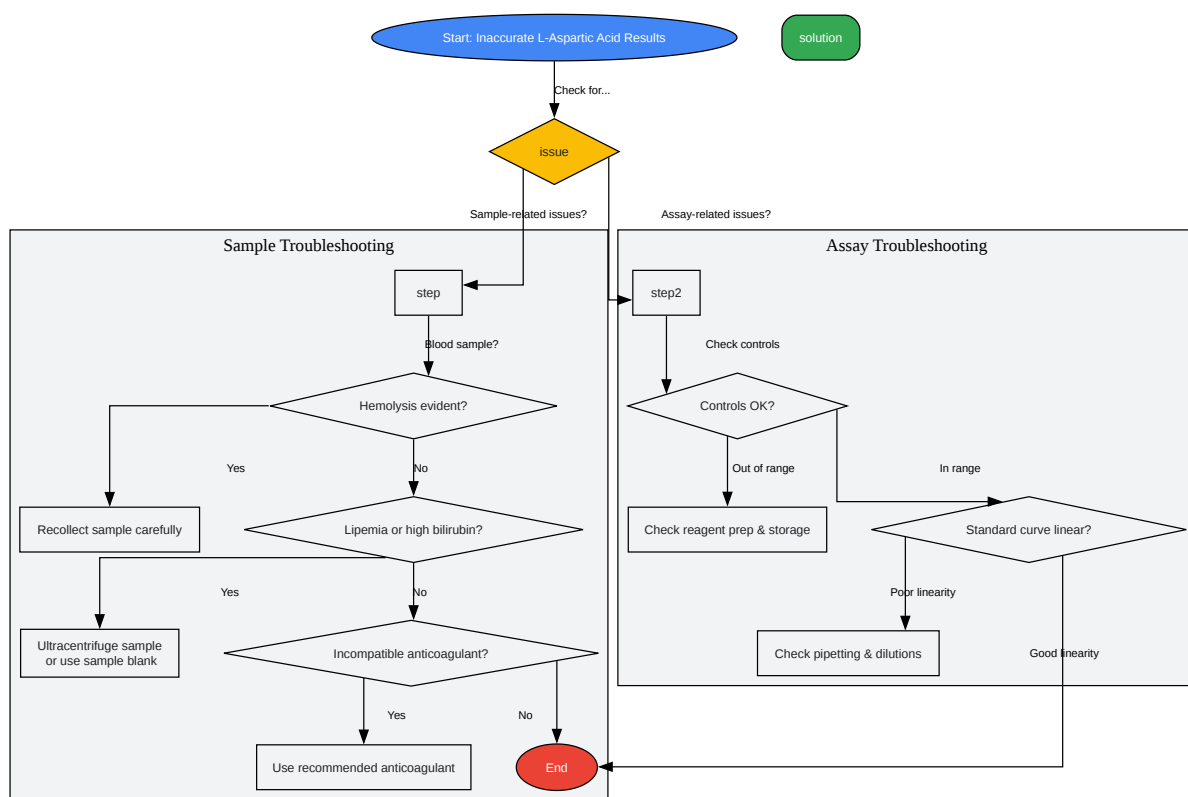 Start: Inaccurate L-Aspartic Acid Results
solution
Check for...
issue
Sample-related issues?
Assay-related issues?
Sample Troubleshooting
Assay Troubleshooting
step
step2
Blood sample?
Check controls
Hemolysis evident?
Controls OK?
Yes
No
Out of range
In range
Recollect sample carefully
Lipemia or high bilirubin?
Check reagent prep & storage
Standard curve linear?
Yes
No
Poor linearity
Ultracentrifuge sample
or use sample blank
Incompatible anticoagulant?
Check pipetting & dilutions
Good linearity
Yes
No
Use recommended anticoagulant
End